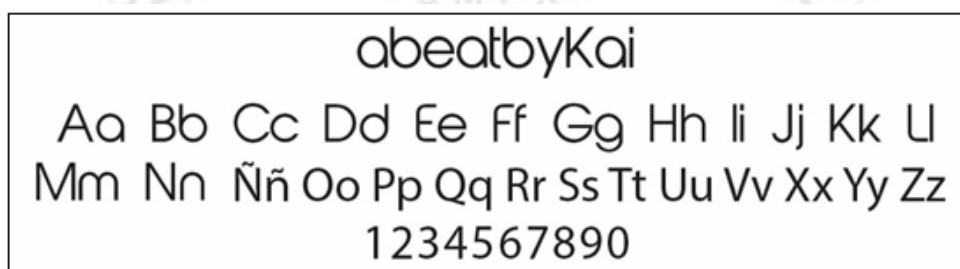 abeatbyKai
Aa Bb Cc Dd Ee Ff Gg Hh Ii Jj Kk Ll
Mm Nn Ññ Oo Pp Qq Rr Ss Tt Uu Vv Xx Yy Zz
1234567890